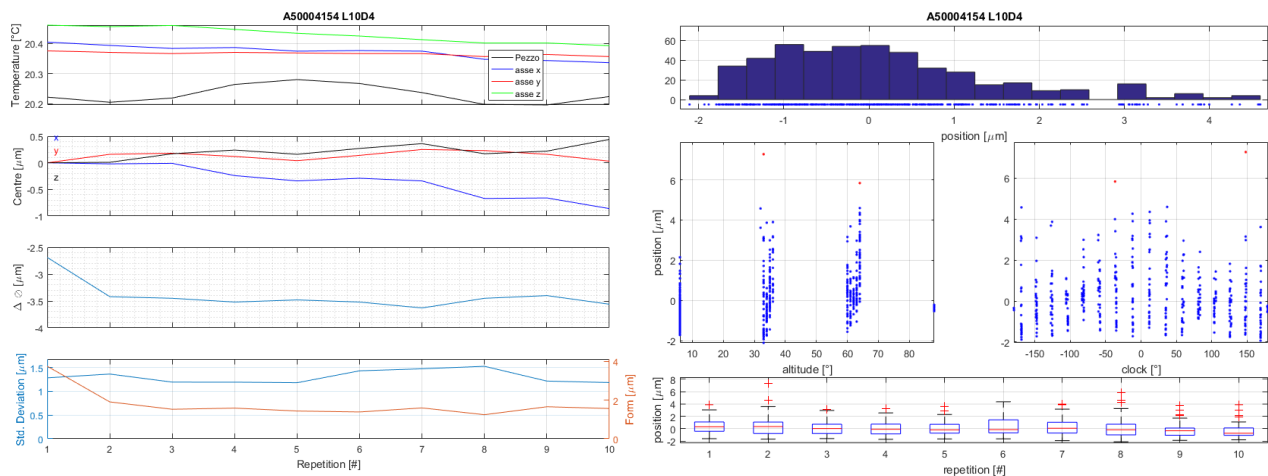 A50004154 L10D4
Temperature [°C]
20.4
20.3
20.2
Pezzo
asse x
asse y
asse z
Centre [μm]
0.5
0
-0.5
-1
x
y
z
Δ ∅ [μm]
-2.5
-3
-3.5
-4
Std. Deviation [μm]
1.5
1
0.5
0
Form [μm]
4
2
0
1 2 3 4 5 6 7 8 9 10
Repetition [#]
A50004154 L10D4
60
40
20
0
-2 -1 0 1 2 3 4
position [μm]
position [μm]
6
4
2
0
-2
10 20 30 40 50 60 70 80
altitude [°]
6
4
2
0
-2
-150 -100 -50 0 50 100 150
clock [°]
position [μm]
8
6
4
2
0
-2
1 2 3 4 5 6 7 8 9 10
repetition [#]